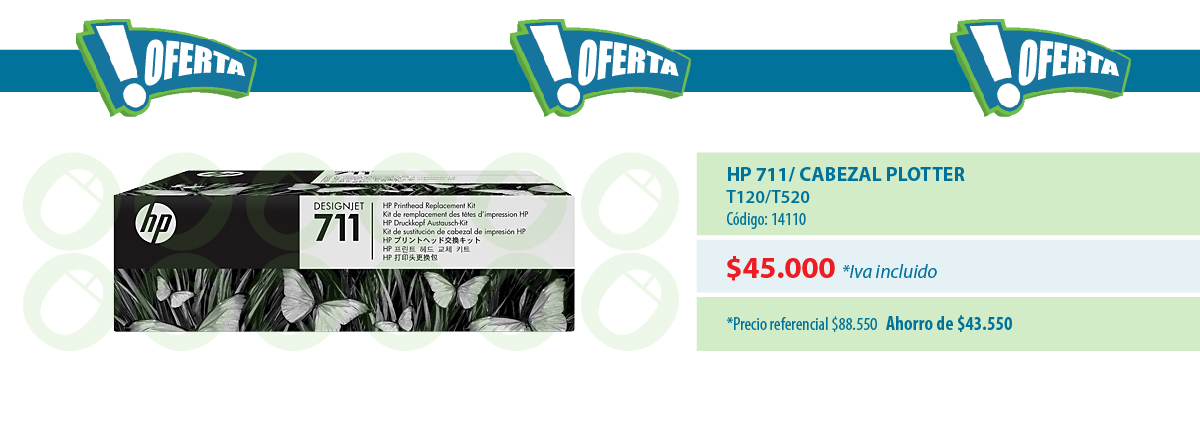 !OFERTA
!OFERTA
!OFERTA
711
hp
DESIGNJET
711
HP Printhead Replacement Kit
Kit de remplacement des têtes d'impression HP
HP Druckkopf Austausch-Kit
Kit de sustitución de cabezal de impresión HP
HP プリントヘッド交換キット
HP 프린트 헤드 교체 키트
HP 打印头更换包
HP 711/ CABEZAL PLOTTER
T120/T520
Código: 14110
$45.000 *Iva incluido
*Precio referencial $88.550 Ahorro de $43.550